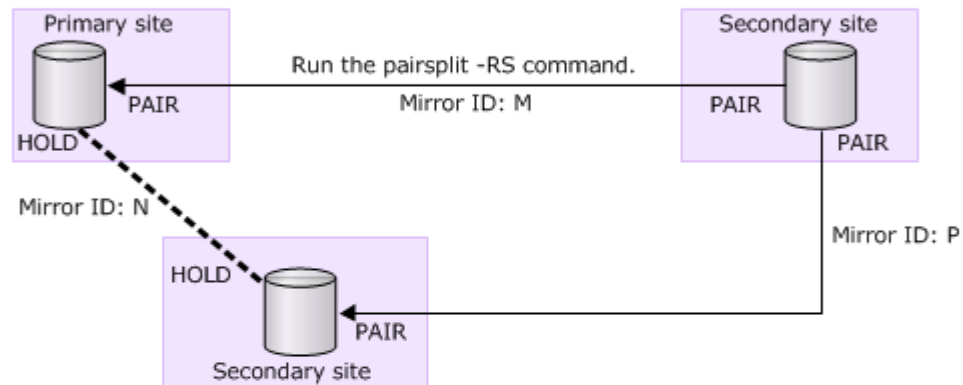 Primary site
Secondary site
Run the pairsplit -RS command.
PAIR
Mirror ID: M
PAIR
HOLD
PAIR
Mirror ID: N
Mirror ID: P
HOLD
PAIR
Secondary site